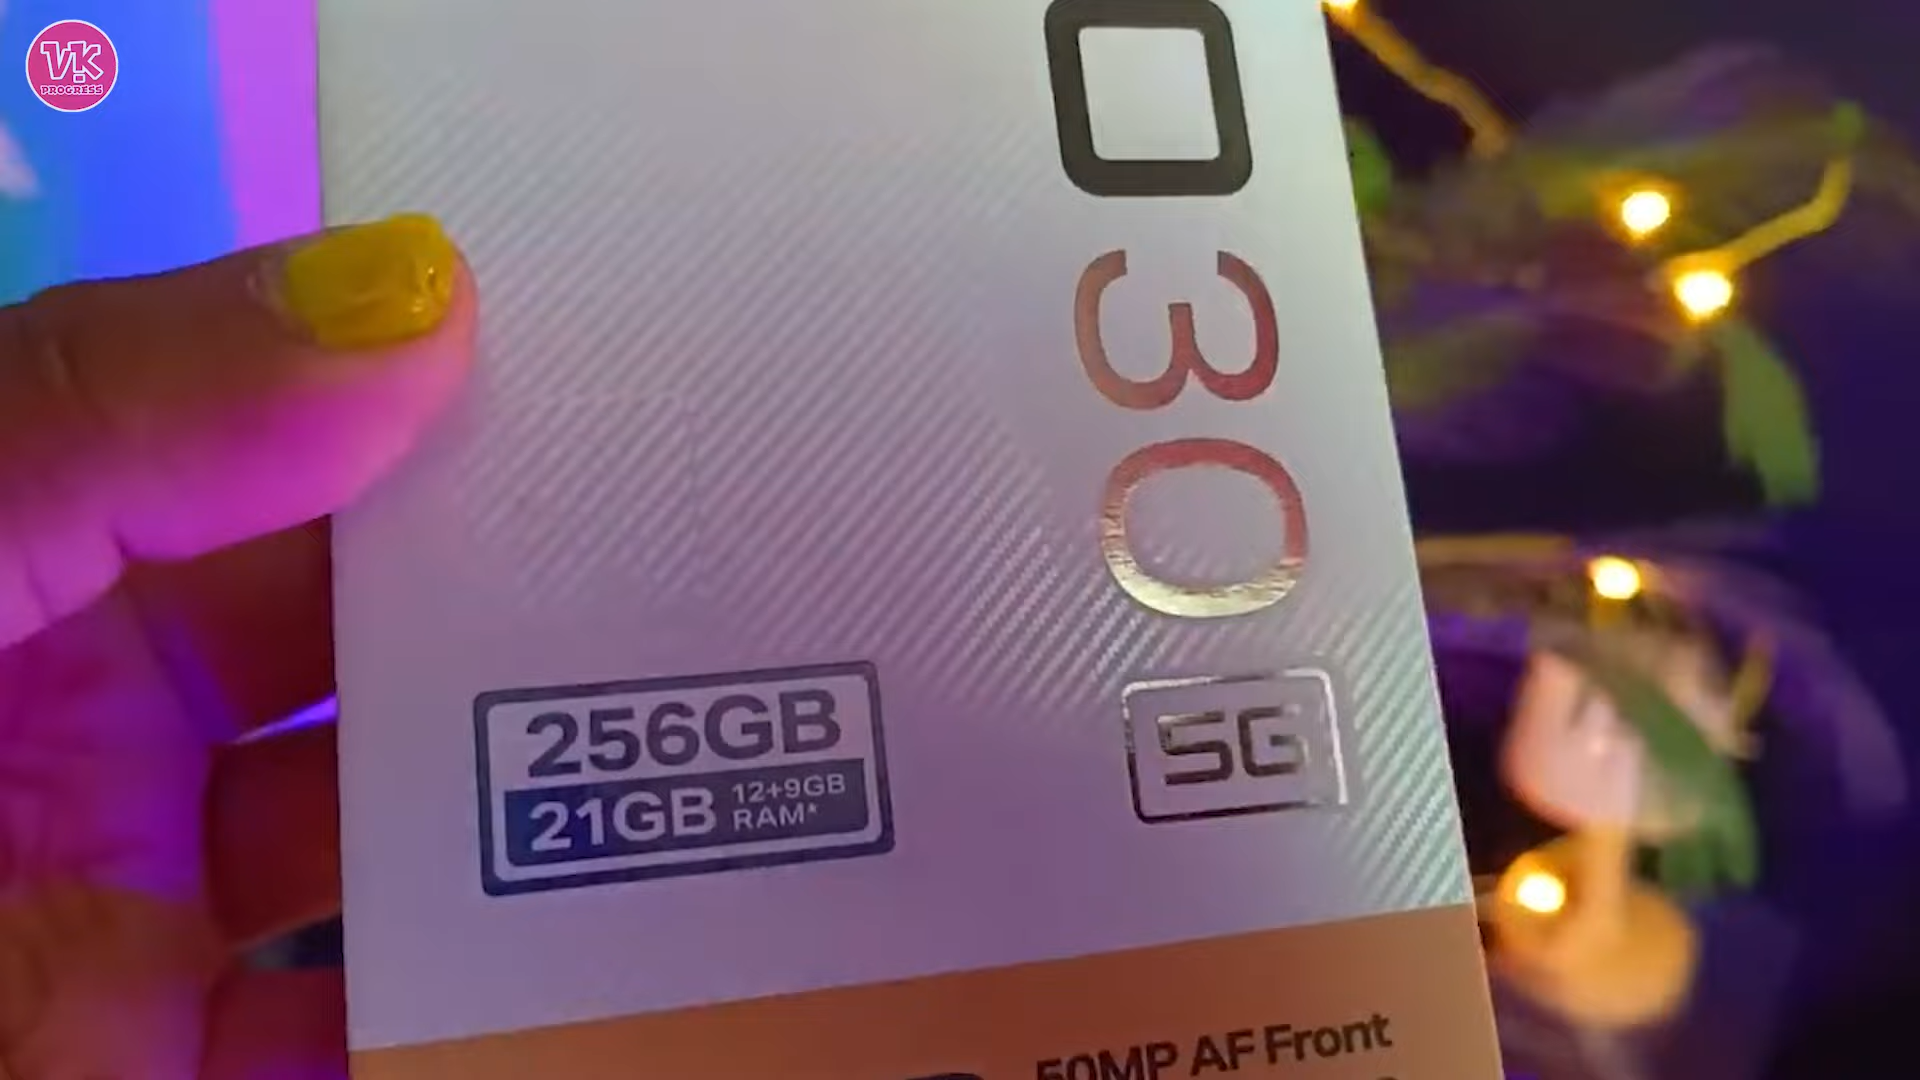 VK
PROGRESS
O 30
5G
256GB
21GB 12+9GB
RAM*
50MP AF Front